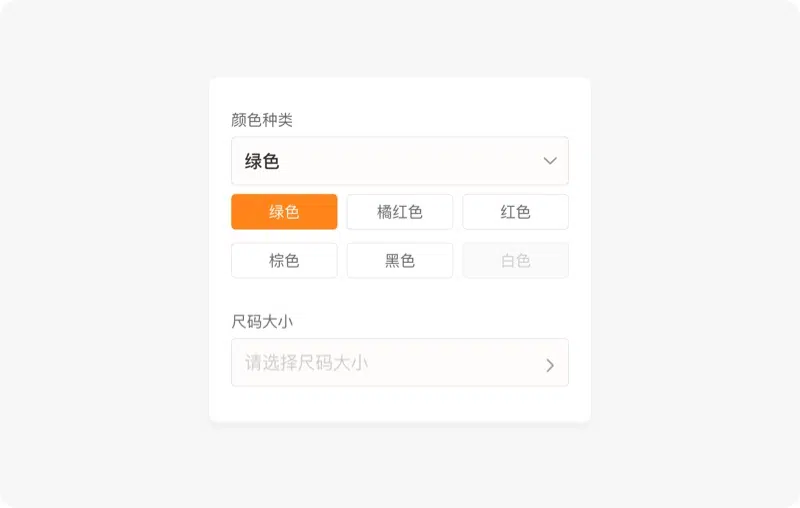 颜色种类
绿色
绿色 橘红色 红色
棕色 黑色 白色
尺码大小
请选择尺码大小